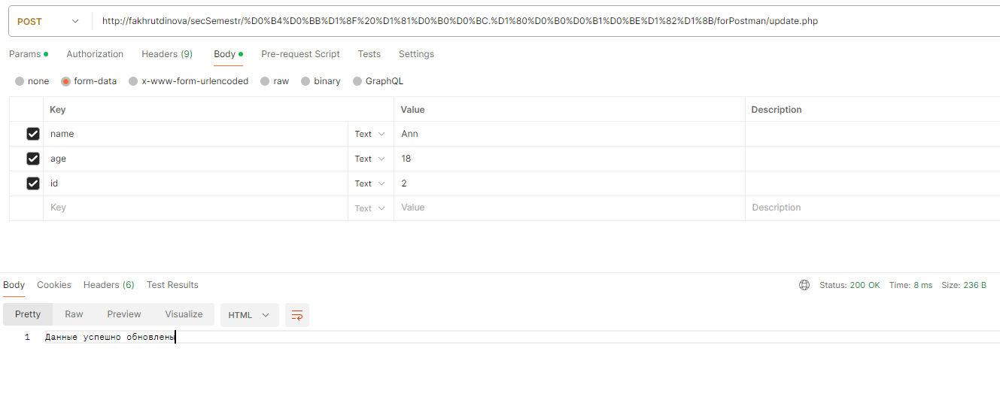 POST http://fakhrutdinova/secSemestr/%D0%B4%D0%BB%D1%8F%20%D1%81%D0%B0%D0%BC.%D1%80%D0%B0%D0%B1%D0%BE%D1%82%D1%8B/forPostman/update.php
Params Authorization Headers (9) Body Pre-request Script Tests Settings
none form-data x-www-form-urlencoded raw binary GraphQL
Key Value Description
name Text Ann
age Text 18
id Text 2
Key Text Value Description
Body Cookies Headers (6) Test Results Status: 200 OK Time: 8 ms Size: 236 B
Pretty Raw Preview Visualize HTML
1 Данные успешно обновлены